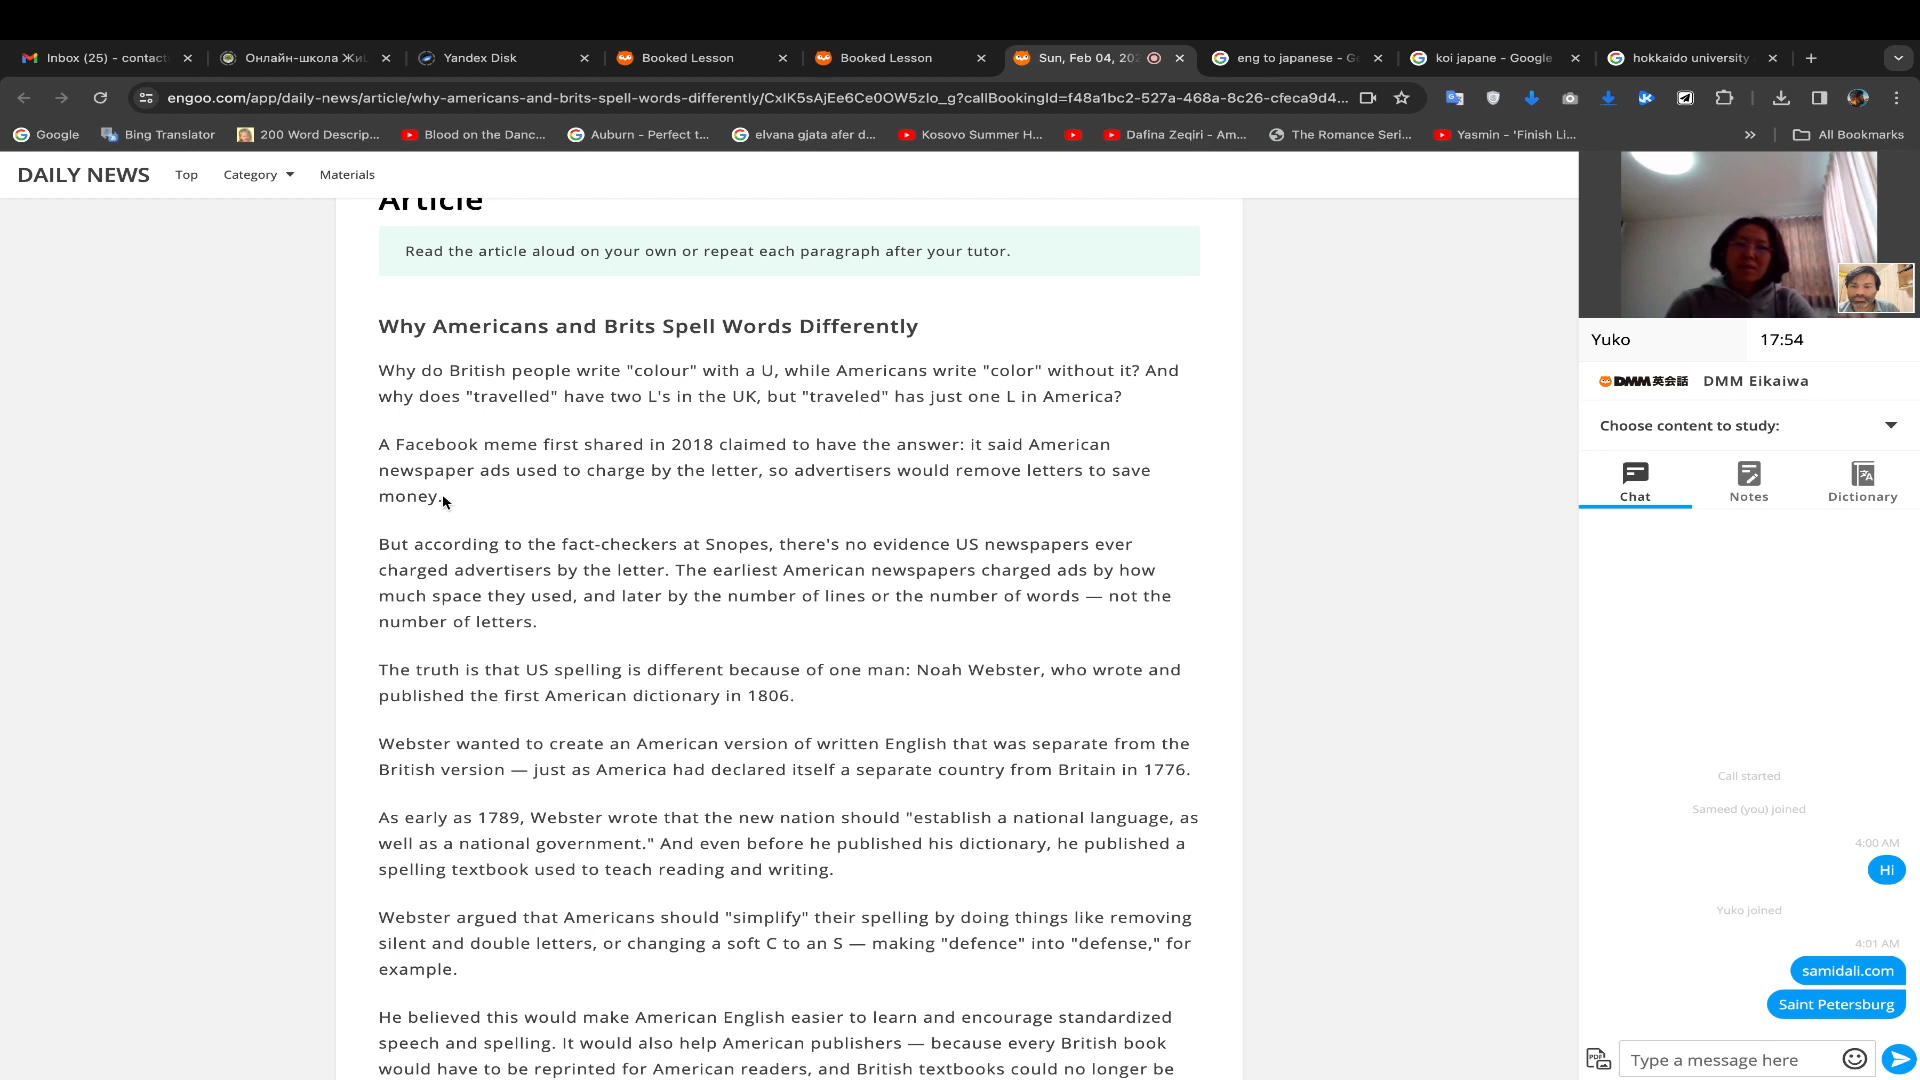 Inbox (25) - contact
Онлайн-школа Жи
Yandex Disk
Booked Lesson
Booked Lesson
Sun, Feb 04, 202
eng to japanese - G
koi japane - Google
hokkaido university
engoo.com/app/daily-news/article/why-americans-and-brits-spell-words-differently/CxIK5sAjEe6Ce0OW5zIo_g?callBookingId=f48a1bc2-527a-468a-8c26-cfeca9d4...
Google
Bing Translator
200 Word Descrip...
Blood on the Danc...
Auburn - Perfect t...
elvana gjata afer d...
Kosovo Summer H...
Dafina Zeqiri - Am...
The Romance Seri...
Yasmin - 'Finish Li...
All Bookmarks
DAILY NEWS
Top
Category
Materials
Article
Read the article aloud on your own or repeat each paragraph after your tutor.
Why Americans and Brits Spell Words Differently
Why do British people write "colour" with a U, while Americans write "color" without it? And
why does "travelled" have two L's in the UK, but "traveled" has just one L in America?
A Facebook meme first shared in 2018 claimed to have the answer: it said American
newspaper ads used to charge by the letter, so advertisers would remove letters to save
money.
But according to the fact-checkers at Snopes, there's no evidence US newspapers ever
charged advertisers by the letter. The earliest American newspapers charged ads by how
much space they used, and later by the number of lines or the number of words — not the
number of letters.
The truth is that US spelling is different because of one man: Noah Webster, who wrote and
published the first American dictionary in 1806.
Webster wanted to create an American version of written English that was separate from the
British version — just as America had declared itself a separate country from Britain in 1776.
As early as 1789, Webster wrote that the new nation should "establish a national language, as
well as a national government." And even before he published his dictionary, he published a
spelling textbook used to teach reading and writing.
Webster argued that Americans should "simplify" their spelling by doing things like removing
silent and double letters, or changing a soft C to an S — making "defence" into "defense," for
example.
He believed this would make American English easier to learn and encourage standardized
speech and spelling. It would also help American publishers — because every British book
would have to be reprinted for American readers, and British textbooks could no longer be
Yuko
17:54
DMM英会話
DMM Eikaiwa
Choose content to study:
Chat
Notes
Dictionary
Call started
Sameed (you) joined
4:00 AM
Hi
Yuko joined
4:01 AM
samidali.com
Saint Petersburg
PDF
Type a message here